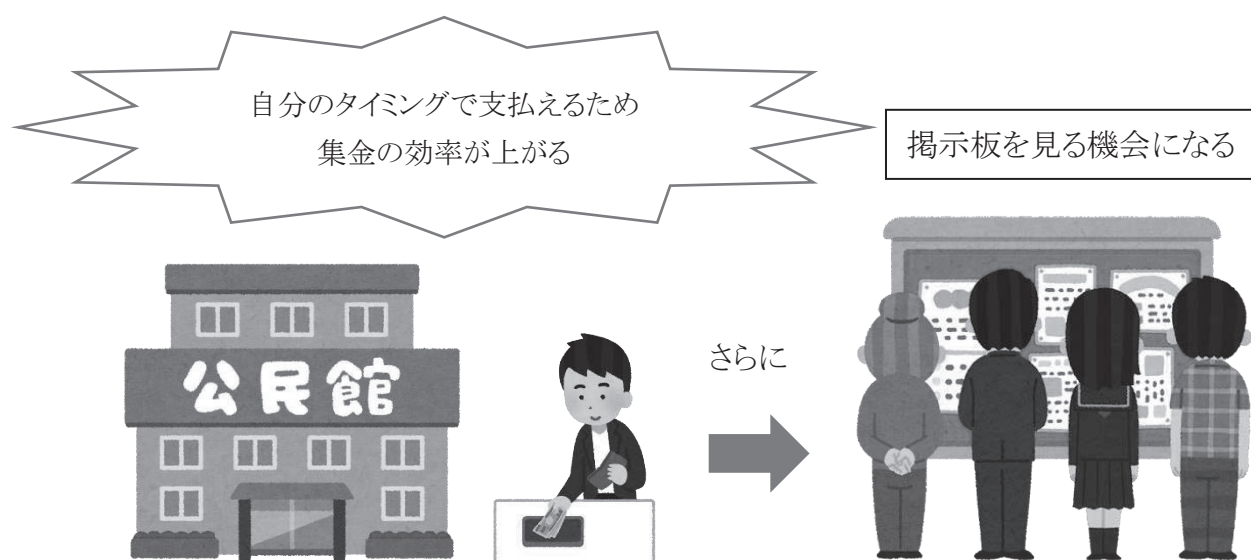 自分のタイミングで支払えるため
集金の効率が上がる
掲示板を見る機会になる
公民館
さらに